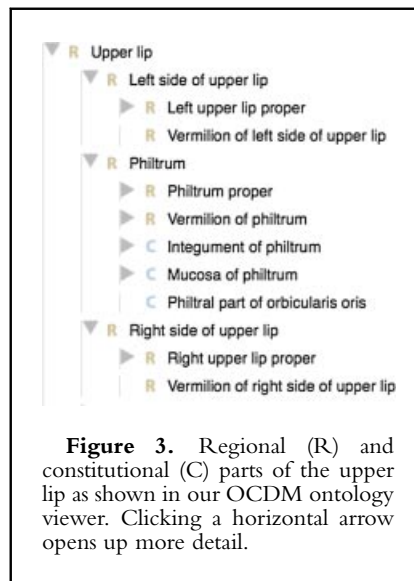 R Upper lip
R Left side of upper lip
R Left upper lip proper
R Vermilion of left side of upper lip
R Philtrum
R Philtrum proper
R Vermilion of philtrum
C Integument of philtrum
C Mucosa of philtrum
C Philtral part of orbicularis oris
R Right side of upper lip
R Right upper lip proper
R Vermilion of right side of upper lip
Figure 3. Regional (R) and
constitutional (C) parts of the upper
lip as shown in our OCDM ontology
viewer. Clicking a horizontal arrow
opens up more detail.